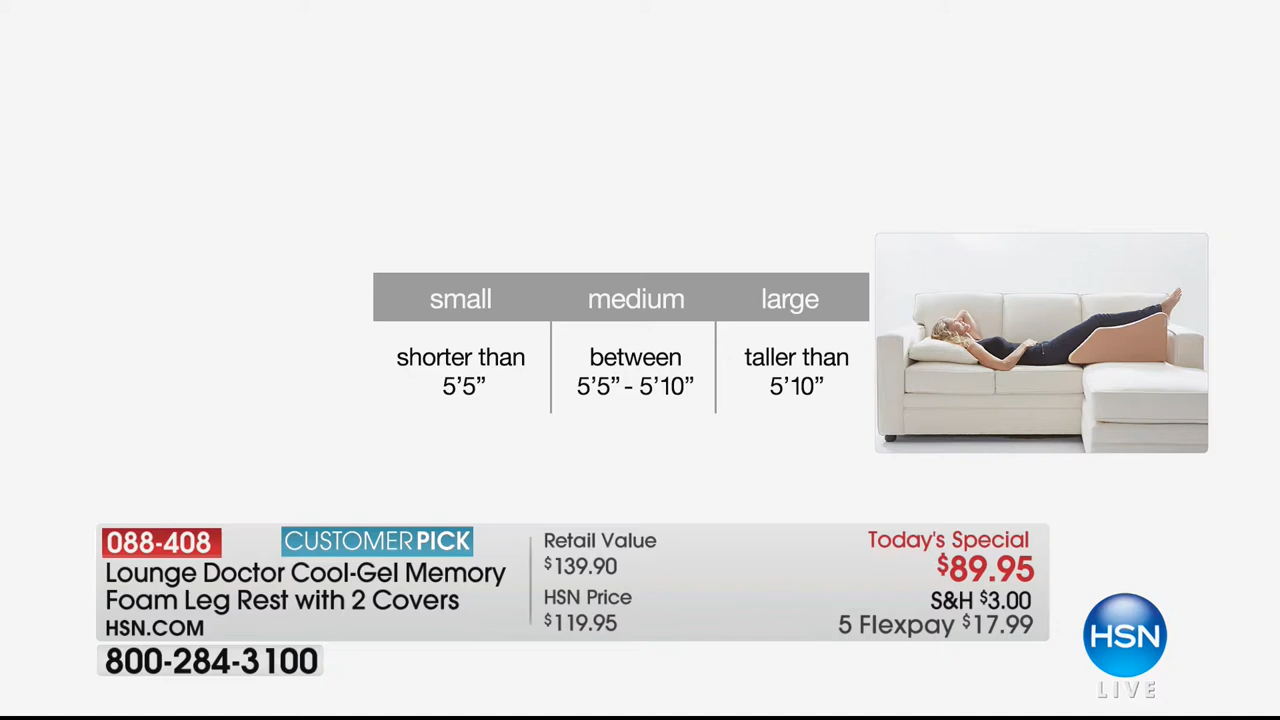 small medium large
shorter than between taller than
5'5” 5'5” - 5'10” 5'10”
088-408 CUSTOMERPICK
Lounge Doctor Cool-Gel Memory
Foam Leg Rest with 2 Covers
HSN.COM
800-284-3100
Retail Value
$139.90
HSN Price
$119.95
Today's Special
$89.95
S&H $3.00
5 Flexpay $17.99
HSN
LIVE